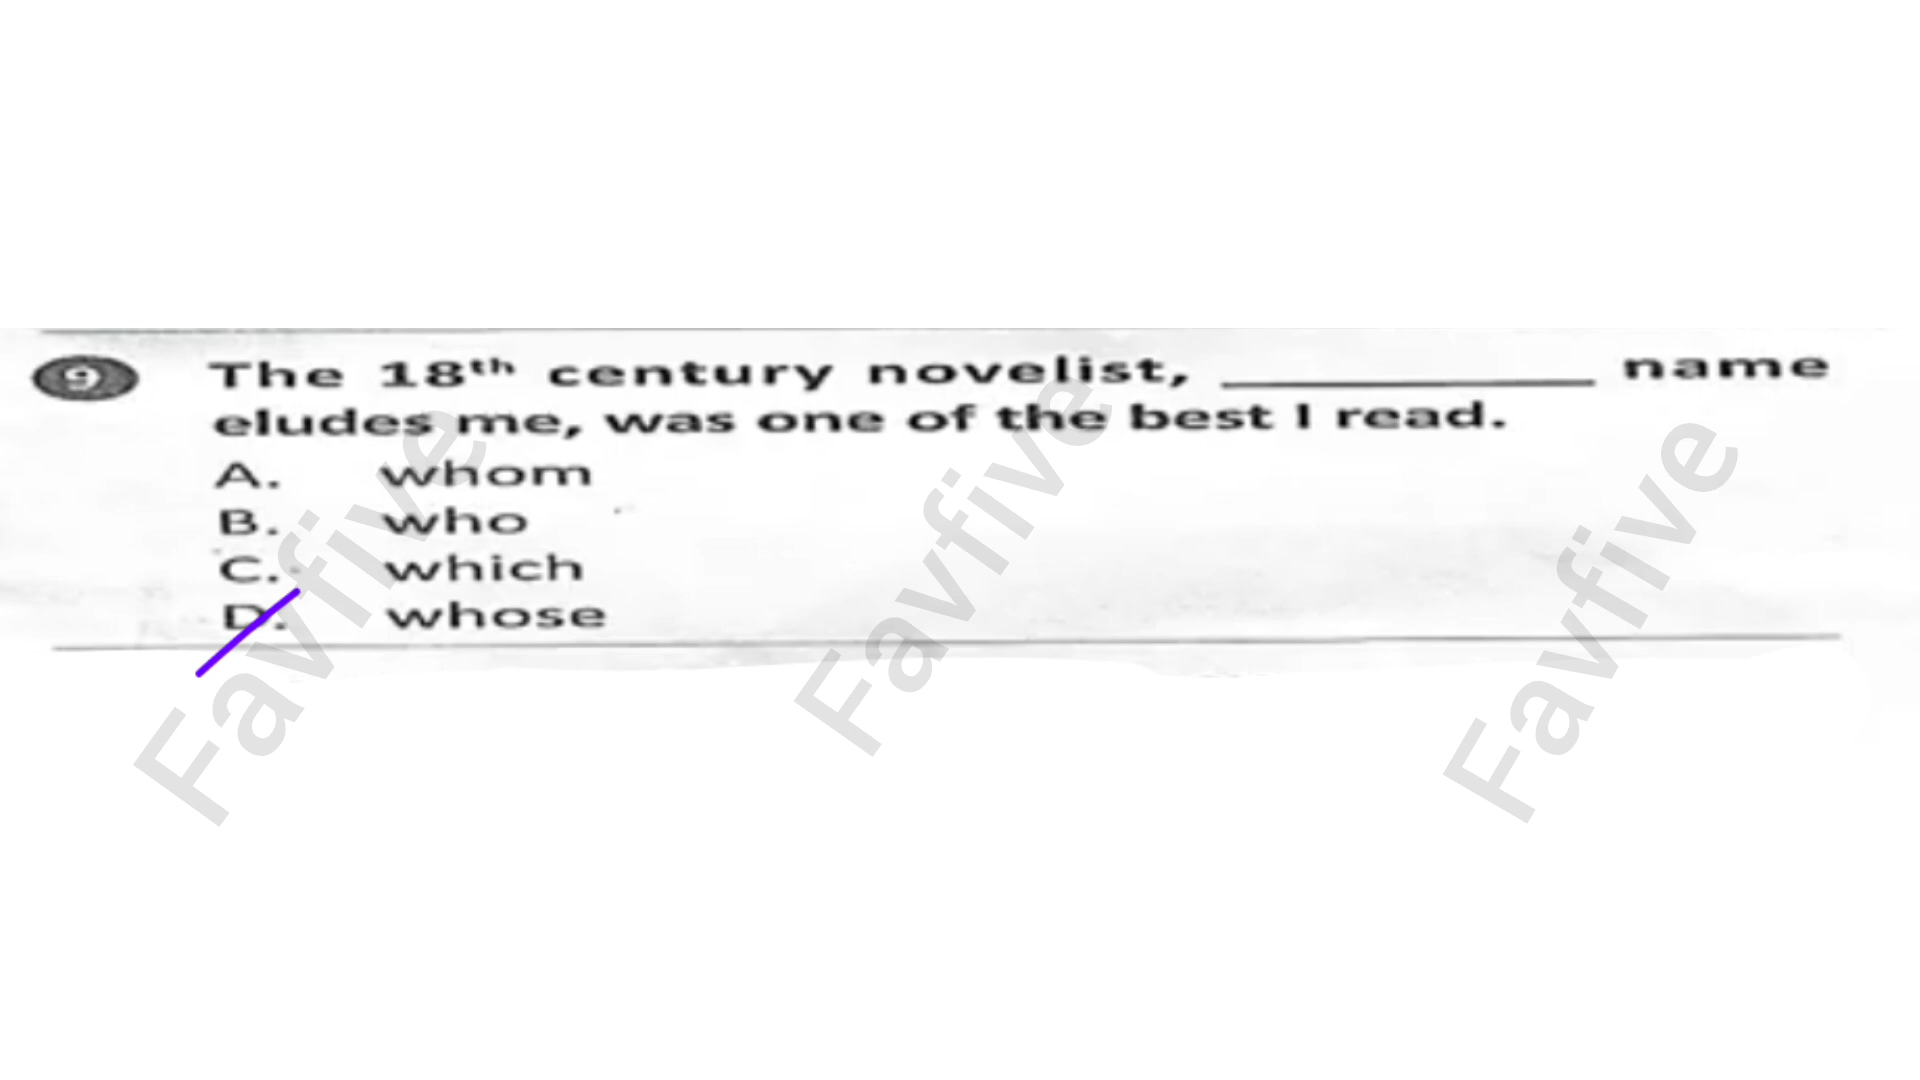 9 The 18th century novelist, __________ name
eludes me, was one of the best I read.
A. whom
B. who
C. which
D. whose
Favfive Favfive Favfive